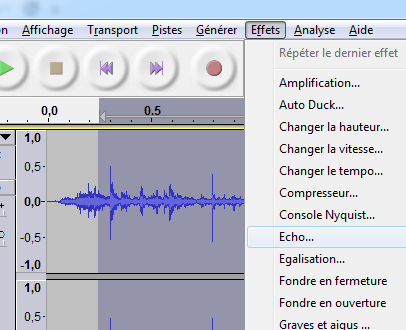 on Affichage Transport Pistes Générer Effets Analyse Aide
Répéter le dernier effet
Amplification...
Auto Duck...
Changer la hauteur...
Changer la vitesse...
Changer le tempo...
Compresseur...
Console Nyquist...
Echo...
Egalisation...
Fondre en fermeture
Fondre en ouverture
Graves et aigus ...
0,0 0,5
1,0
0,5
0,0
-0,5
-1,0
1,0
0,5